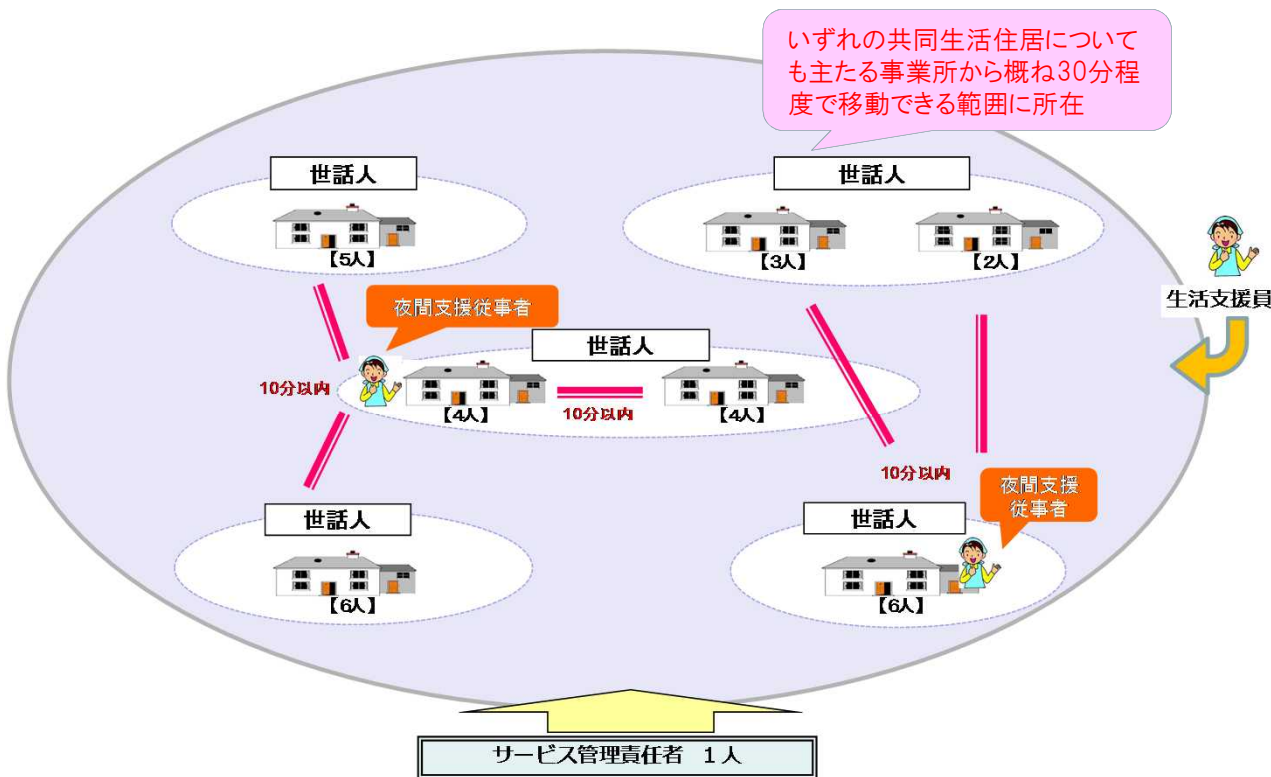 いずれの共同生活住居について
も主たる事業所から概ね30分程
度で移動できる範囲に所在
世話人
世話人
【5人】
【3人】
【2人】
生活支援員
夜間支援従事者
世話人
10分以内
【4人】
10分以内
【4人】
10分以内
夜間支援
従事者
世話人
世話人
【6人】
【6人】
サービス管理責任者 1人